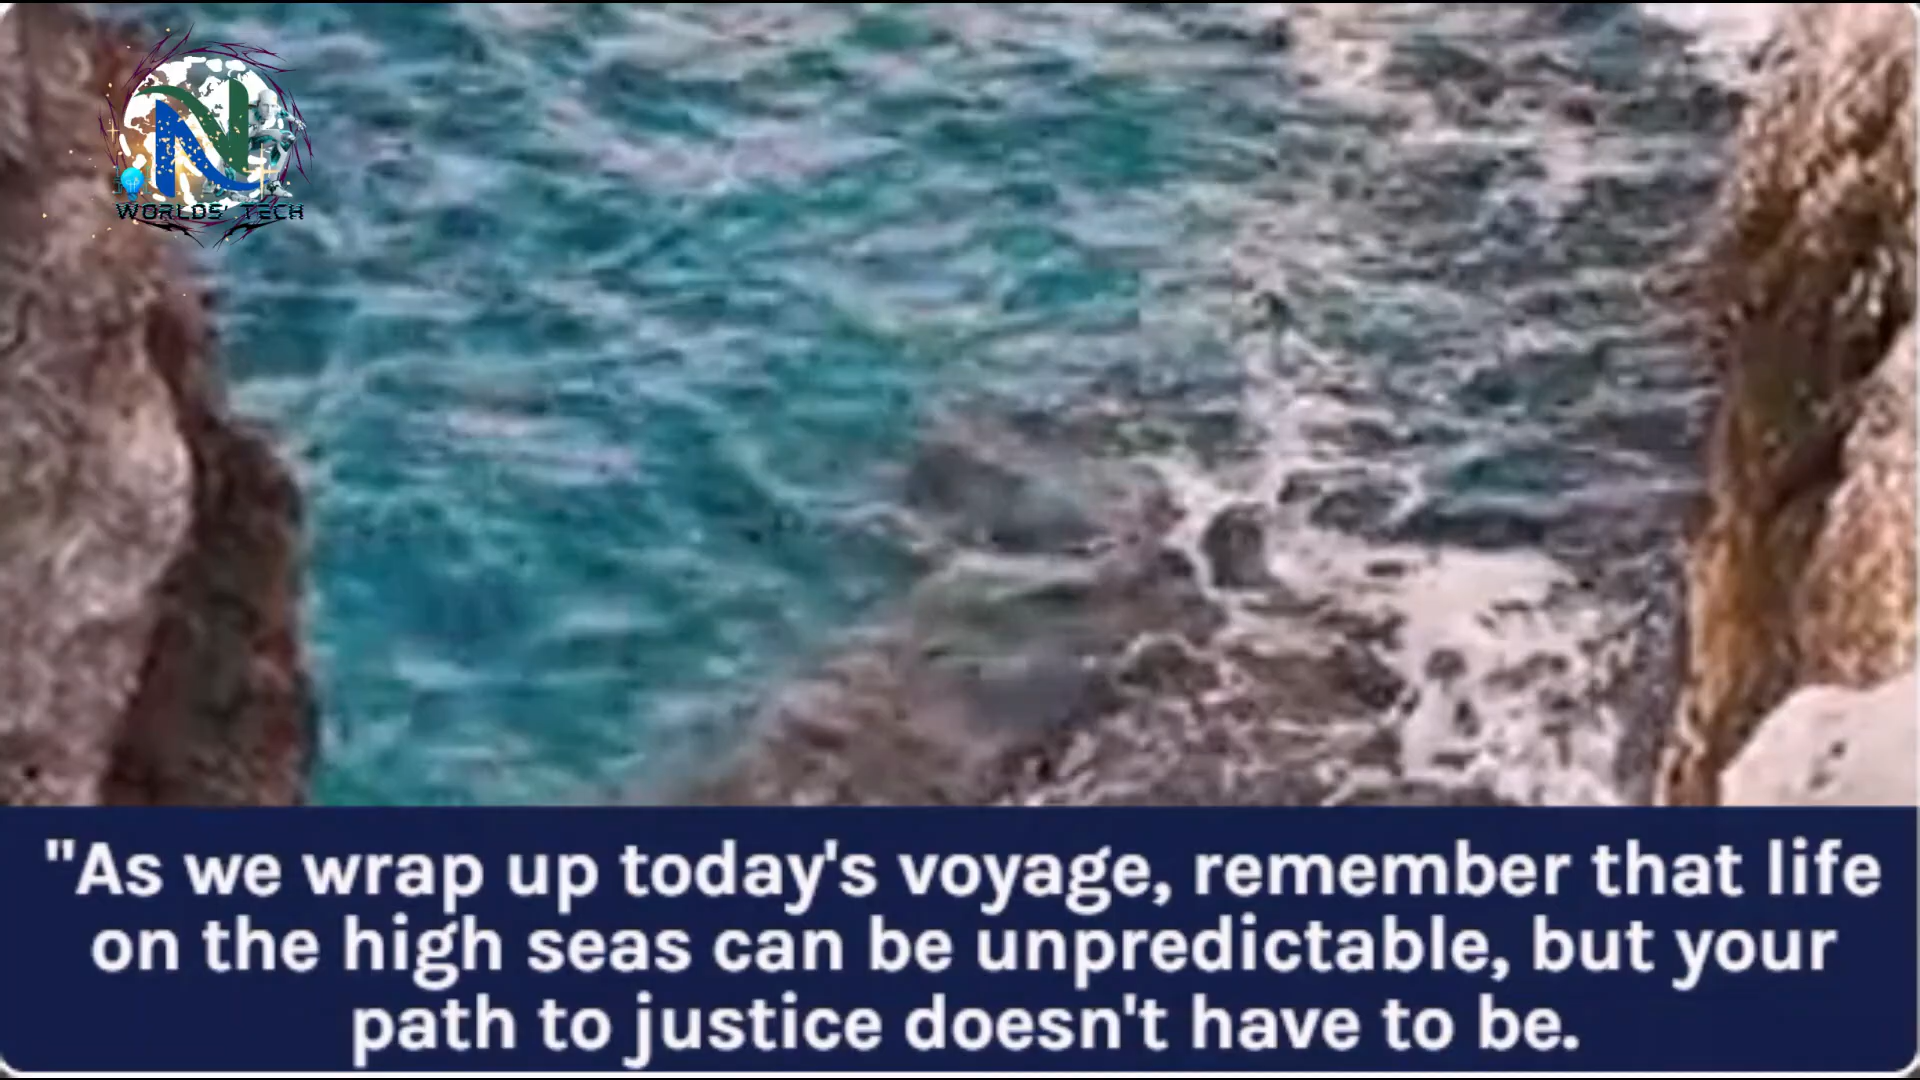 N
WORLDS' TECH
"As we wrap up today's voyage, remember that life
on the high seas can be unpredictable, but your
path to justice doesn't have to be.